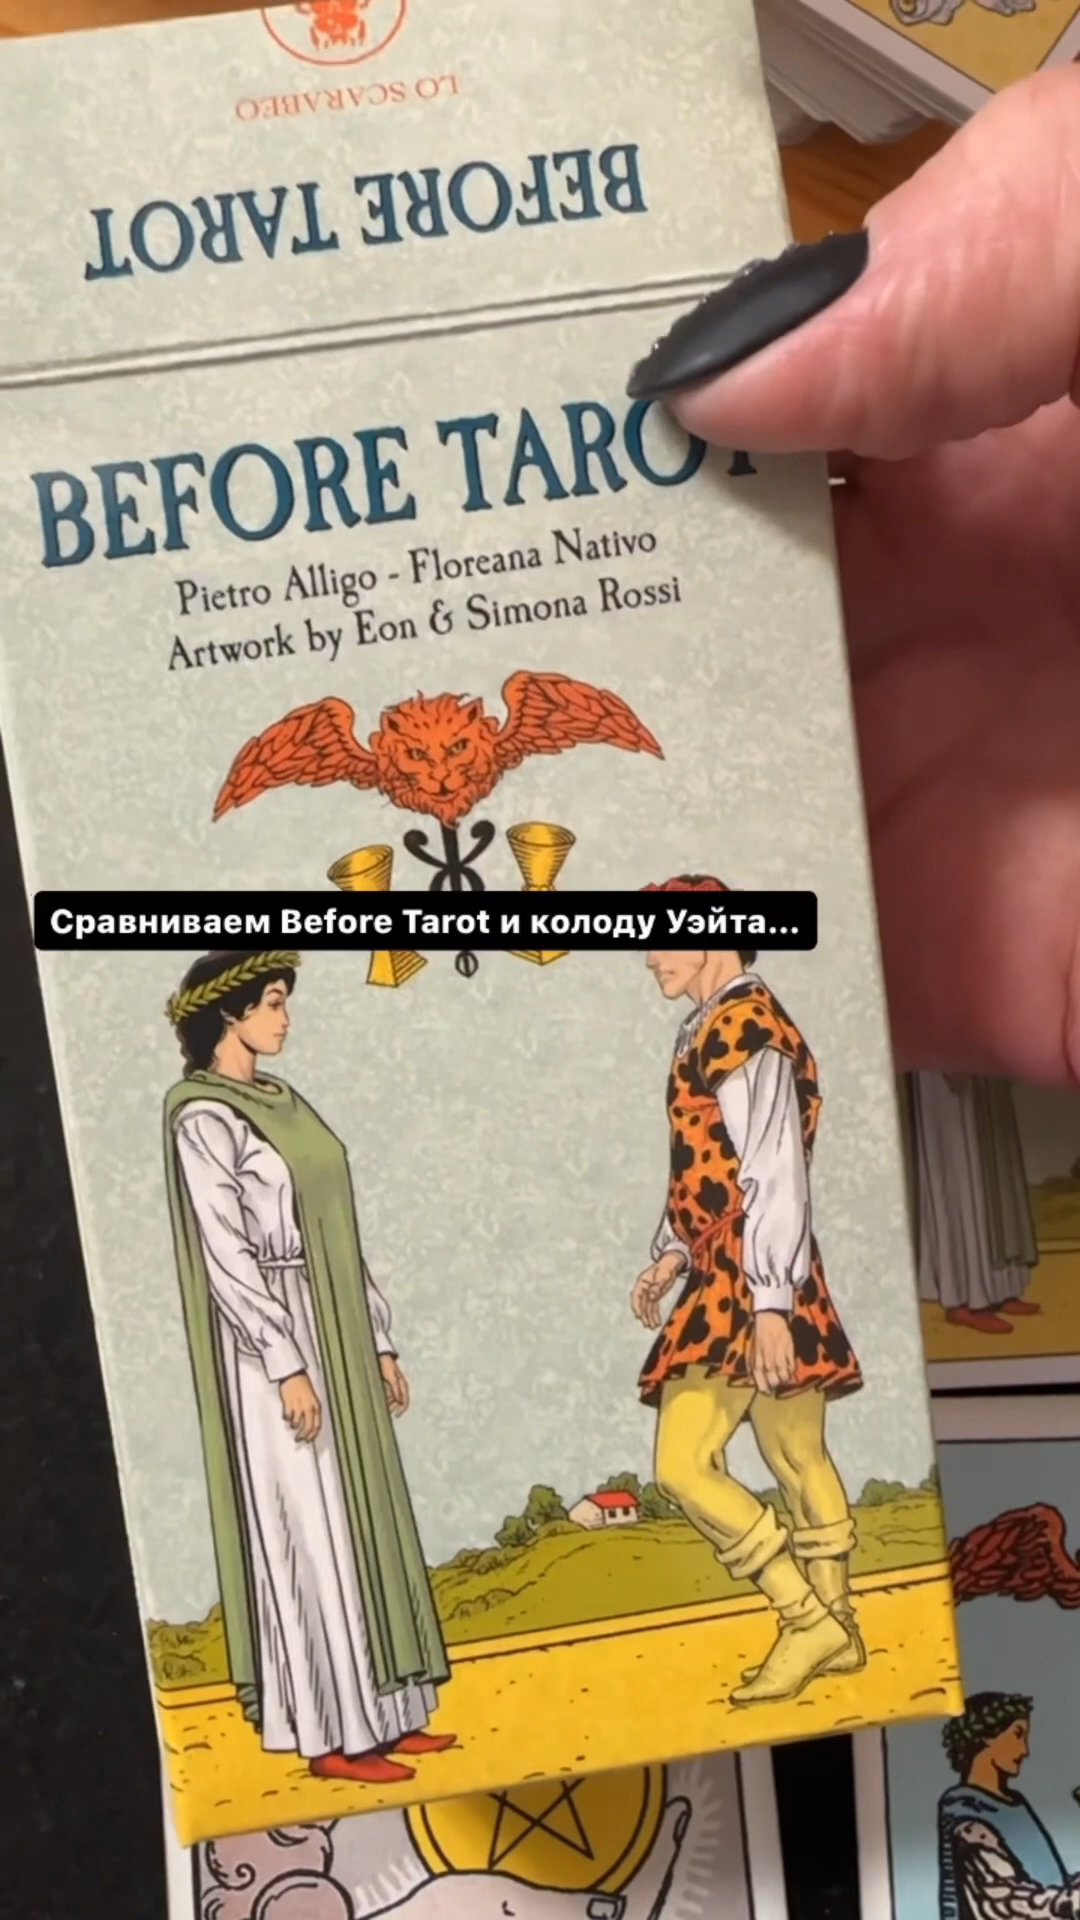 LO SCARABEO
BEFORE TAROT
BEFORE TAROT
Pietro Alligo - Floreana Nativo
Artwork by Eon & Simona Rossi
Сравниваем Before Tarot и колоду Уэйта...